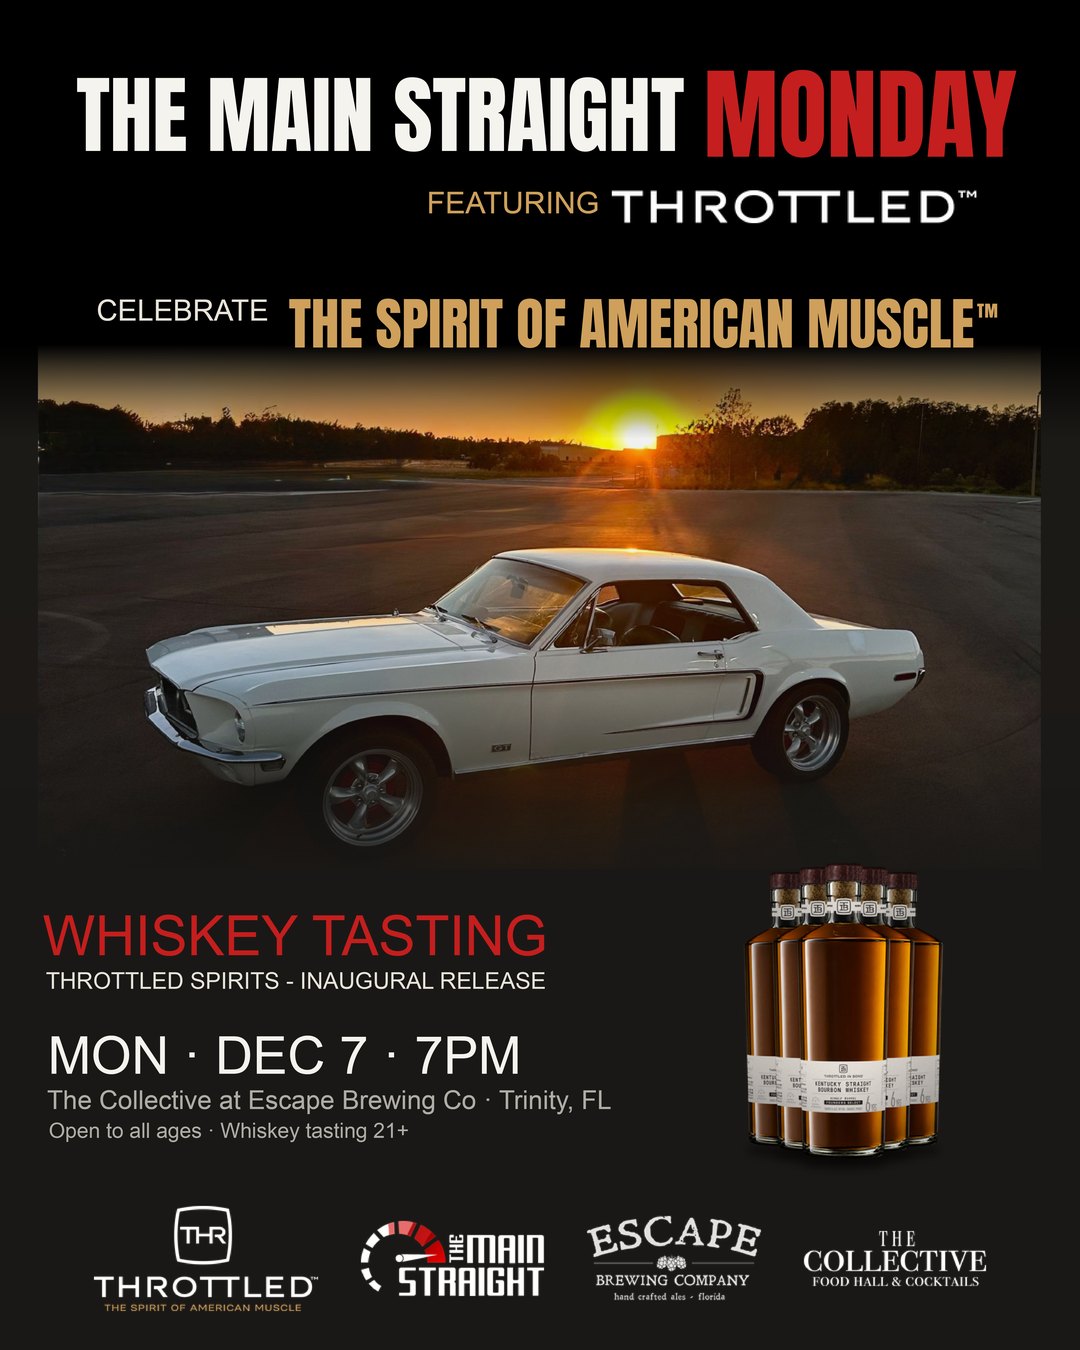 THE MAIN STRAIGHT MONDAY
FEATURING THROTTLED™
CELEBRATE THE SPIRIT OF AMERICAN MUSCLE™
GT
WHISKEY TASTING
THROTTLED SPIRITS - INAUGURAL RELEASE
MON · DEC 7 · 7PM
The Collective at Escape Brewing Co · Trinity, FL
Open to all ages · Whiskey tasting 21+
KENTUCKY STRAIGHT
BOURBON WHISKEY
THR
THROTTLED™
THE SPIRIT OF AMERICAN MUSCLE
THE MAIN
STRAIGHT
ESCAPE
BREWING COMPANY
hand crafted ales - florida
THE
COLLECTIVE
FOOD HALL & COCKTAILS